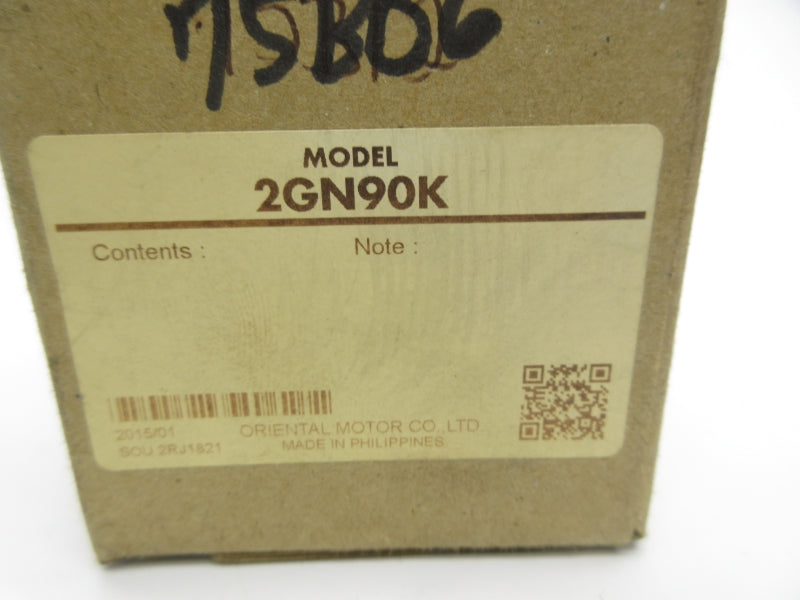 75B06
MODEL
2GN90K
Contents :
Note :
2015/01
ORIENTAL MOTOR CO.,LTD
SOU 2RJ1821
MADE IN PHILIPPINES